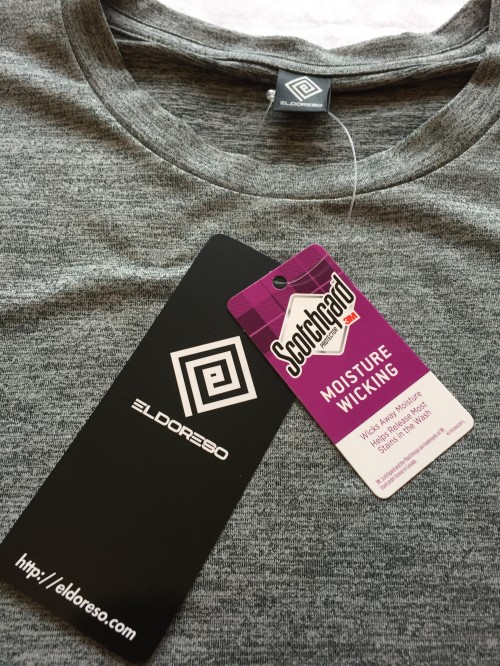 ELDORESO
ELDORESO
http://eldoreso.com
Scotchgard
PROTECTOR
3M
MOISTURE
WICKING
Wicks Away Moisture
Helps Release Most
Stains in the Wash